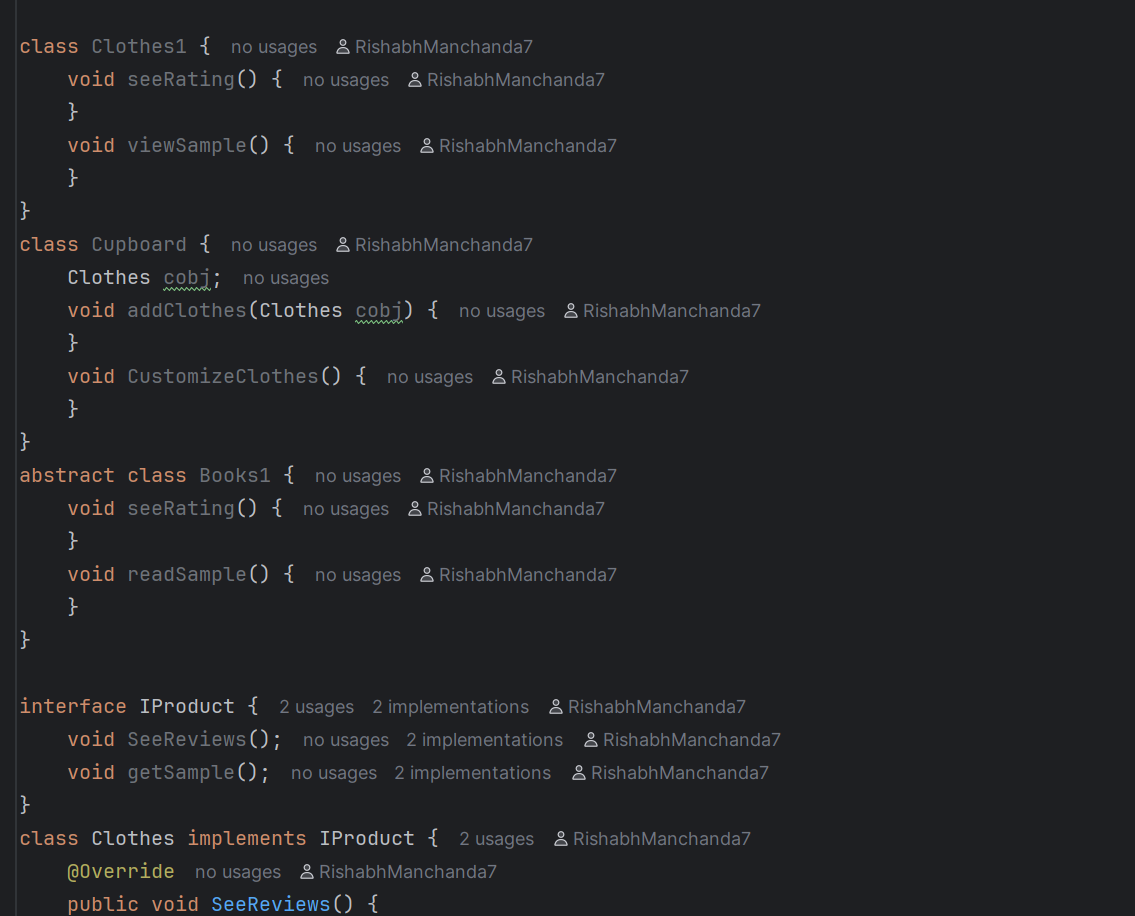 class Clothes1 { no usages RishabhManchanda7
void seeRating() { no usages RishabhManchanda7
}
void viewSample() { no usages RishabhManchanda7
}
}
class Cupboard { no usages RishabhManchanda7
Clothes cobj; no usages
void addClothes(Clothes cobj) { no usages RishabhManchanda7
}
void CustomizeClothes() { no usages RishabhManchanda7
}
}
abstract class Books1 { no usages RishabhManchanda7
void seeRating() { no usages RishabhManchanda7
}
void readSample() { no usages RishabhManchanda7
}
}
interface IProduct { 2 usages 2 implementations RishabhManchanda7
void SeeReviews(); no usages 2 implementations RishabhManchanda7
void getSample(); no usages 2 implementations RishabhManchanda7
}
class Clothes implements IProduct { 2 usages RishabhManchanda7
@Override no usages RishabhManchanda7
public void SeeReviews() {